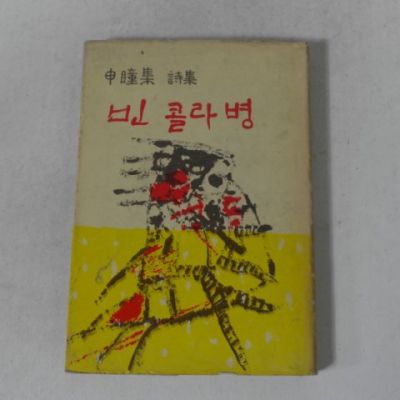 申瞳集 詩集
빈 콜라 병